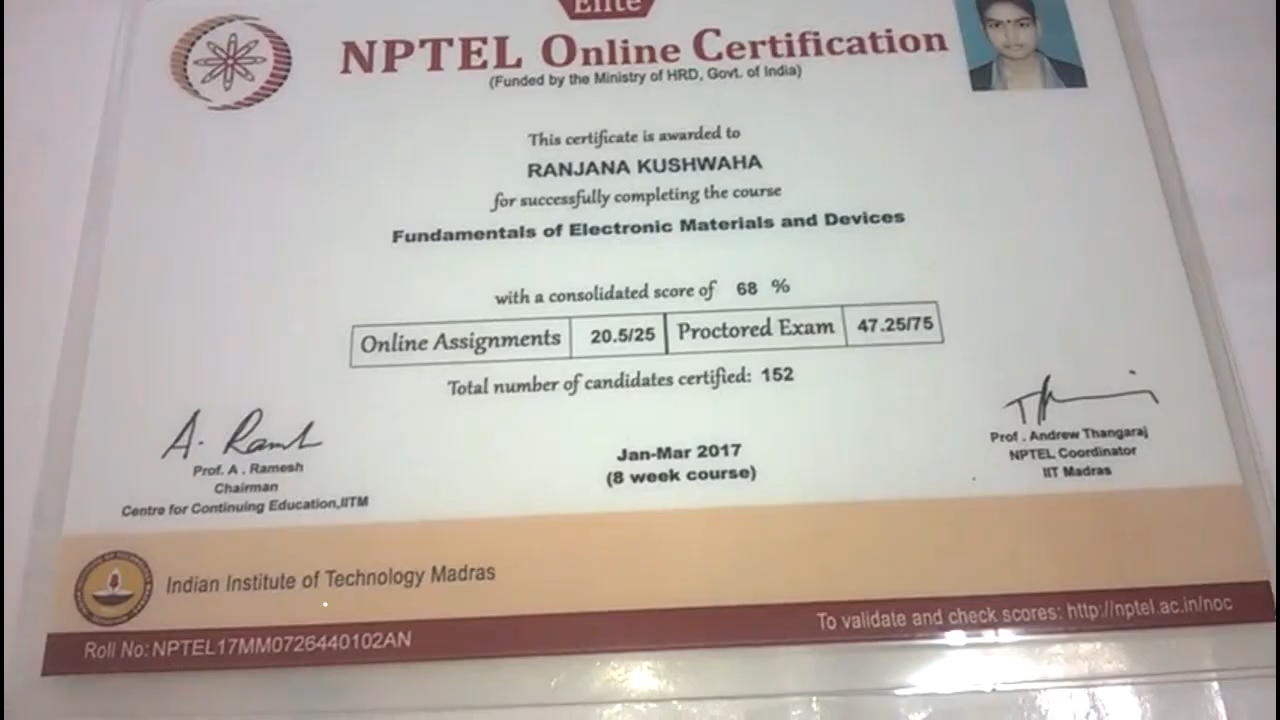 Elite
NPTEL Online Certification
(Funded by the Ministry of HRD, Govt. of India)
This certificate is awarded to
RANJANA KUSHWAHA
for successfully completing the course
Fundamentals of Electronic Materials and Devices
with a consolidated score of 68 %
Online Assignments 20.5/25 Proctored Exam 47.25/75
Total number of candidates certified: 152
A. Ramesh
Prof. A . Ramesh
Chairman
Centre for Continuing Education,IITM
Jan-Mar 2017
(8 week course)
Prof . Andrew Thangaraj
NPTEL Coordinator
IIT Madras
Indian Institute of Technology Madras
Roll No: NPTEL17MM0726440102AN
To validate and check scores: http://nptel.ac.in/noc